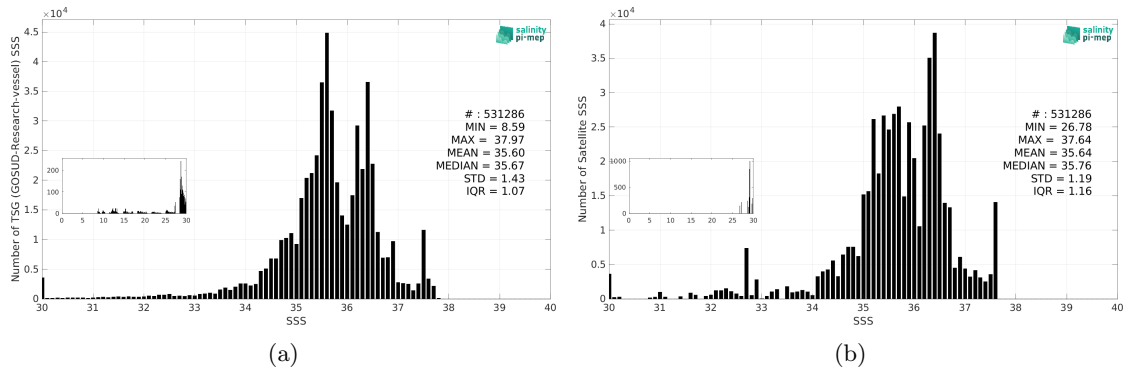 ×10⁴
4.5
4
3.5
3
2.5
2
1.5
1
0.5
0
Number of TSG (GOSUD-Research-vessel) SSS
salinity
pi-mep
# : 531286
MIN = 8.59
MAX = 37.97
MEAN = 35.60
MEDIAN = 35.67
STD = 1.43
IQR = 1.07
200
100
0
0 5 10 15 20 25 30
30 31 32 33 34 35 36 37 38 39 40
SSS
(a)
×10⁴
4
3.5
3
2.5
2
1.5
1
0.5
0
Number of Satellite SSS
salinity
pi-mep
# : 531286
MIN = 26.78
MAX = 37.64
MEAN = 35.64
MEDIAN = 35.76
STD = 1.19
IQR = 1.16
1000
500
0
0 5 10 15 20 25 30
30 31 32 33 34 35 36 37 38 39 40
SSS
(b)